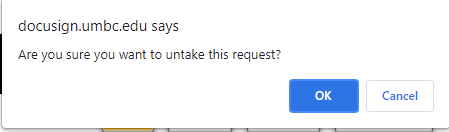 docusign.umbc.edu says
Are you sure you want to untake this request?
OK Cancel